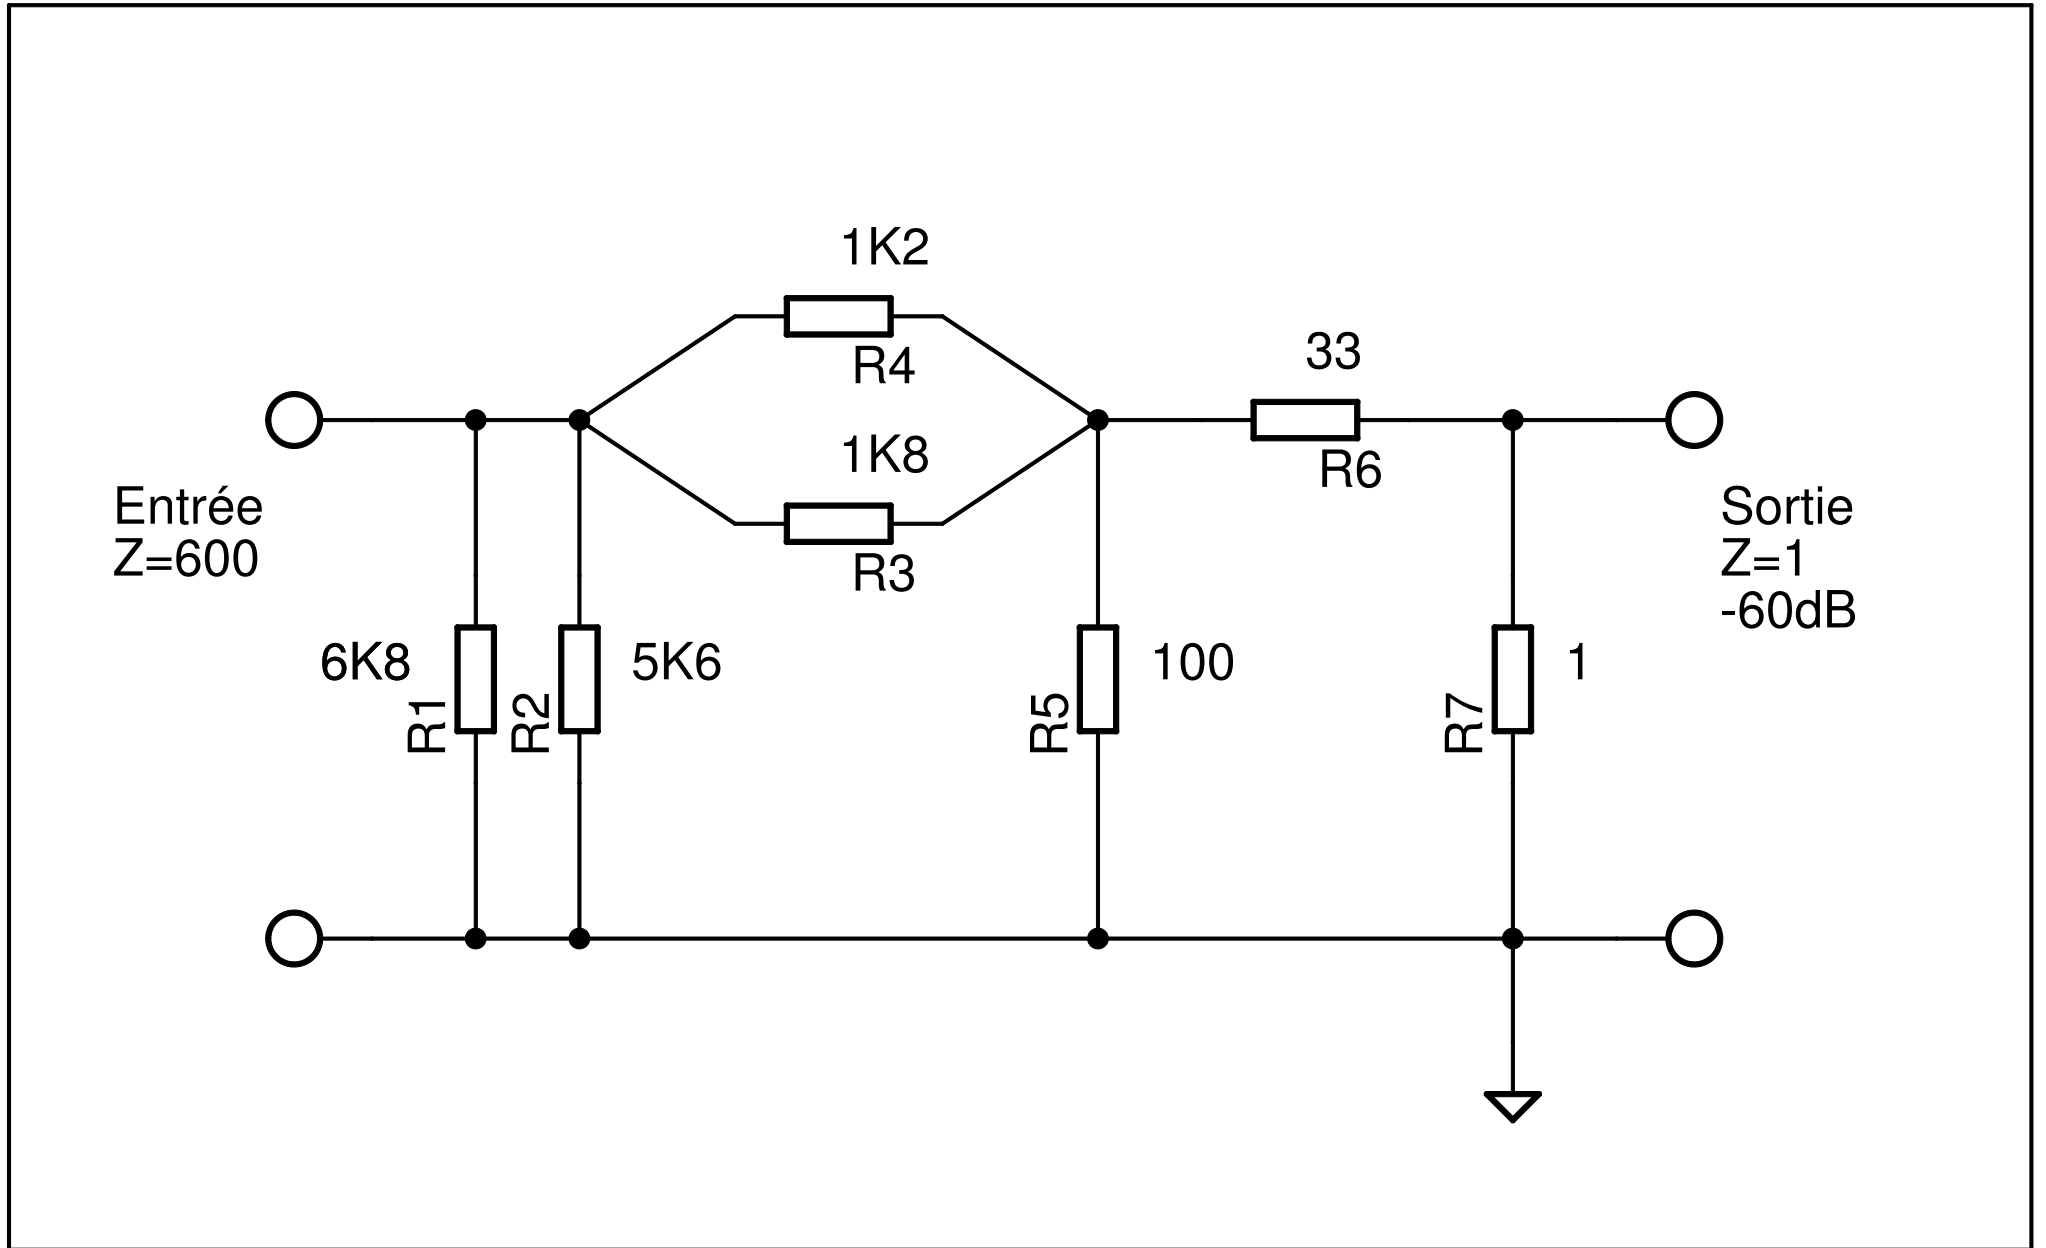 1K2
R4
33
1K8
R6
Entrée
Z=600
R3
Sortie
Z=1
-60dB
6K8
R1
R2
5K6
R5
100
R7
1